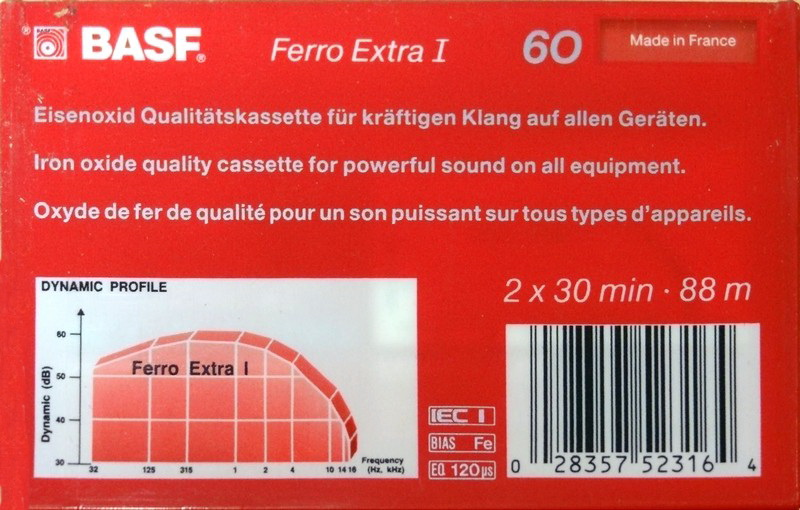 BASF® Ferro Extra I 60 Made in France
Eisenoxid Qualitätskassette für kräftigen Klang auf allen Geräten.
Iron oxide quality cassette for powerful sound on all equipment.
Oxyde de fer de qualité pour un son puissant sur tous types d'appareils.
2 x 30 min · 88 m
DYNAMIC PROFILE
Dynamic (dB)
60
50
40
30
Ferro Extra I
32 125 315 1 2 4 10 14 16
Frequency
(Hz, kHz)
IEC I
BIAS Fe
EQ 120 µs
0 28357 52316 4